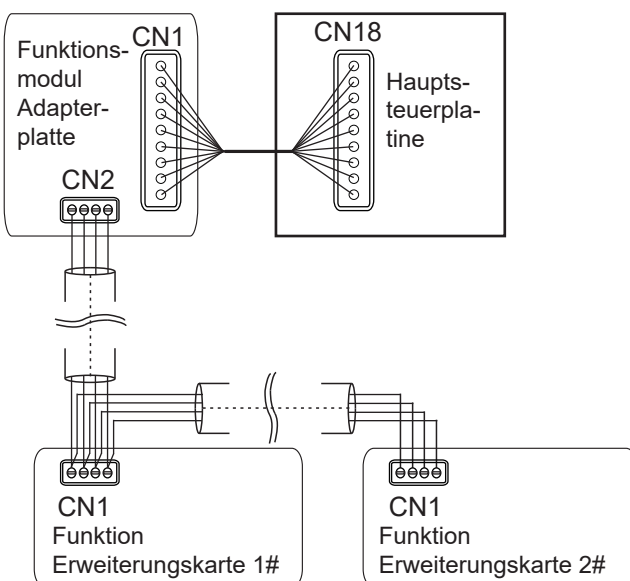 CN1
Funktions-
modul
Adapter-
platte
CN2
CN18
Haupts-
teuerpla-
tine
CN1
Funktion
Erweiterungskarte 1#
CN1
Funktion
Erweiterungskarte 2#